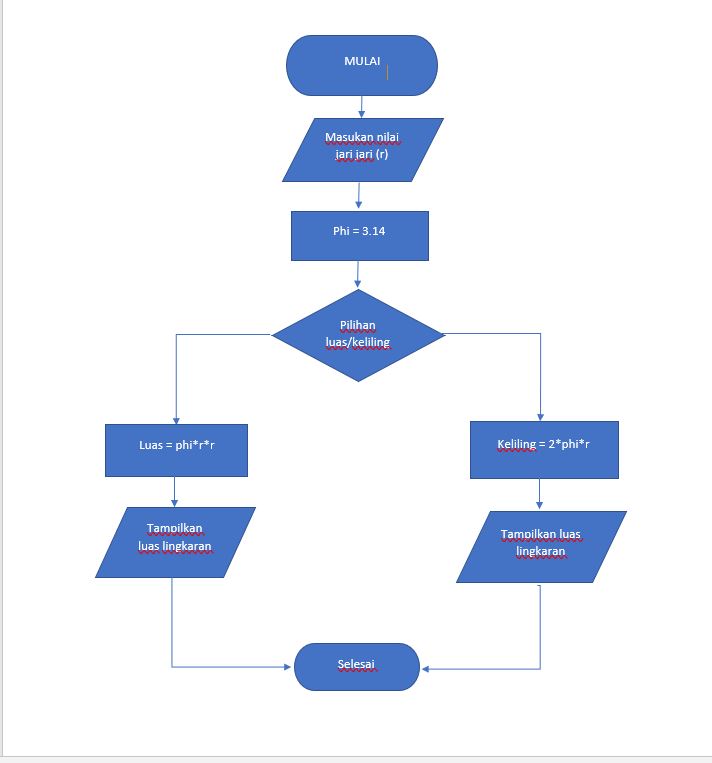 MULAI
Masukan nilai
jari jari (r)
Phi = 3.14
Pilihan
luas/keliling
Luas = phi*r*r
Keliling = 2*phi*r
Tampilkan
luas lingkaran
Tampilkan luas
lingkaran
Selesai